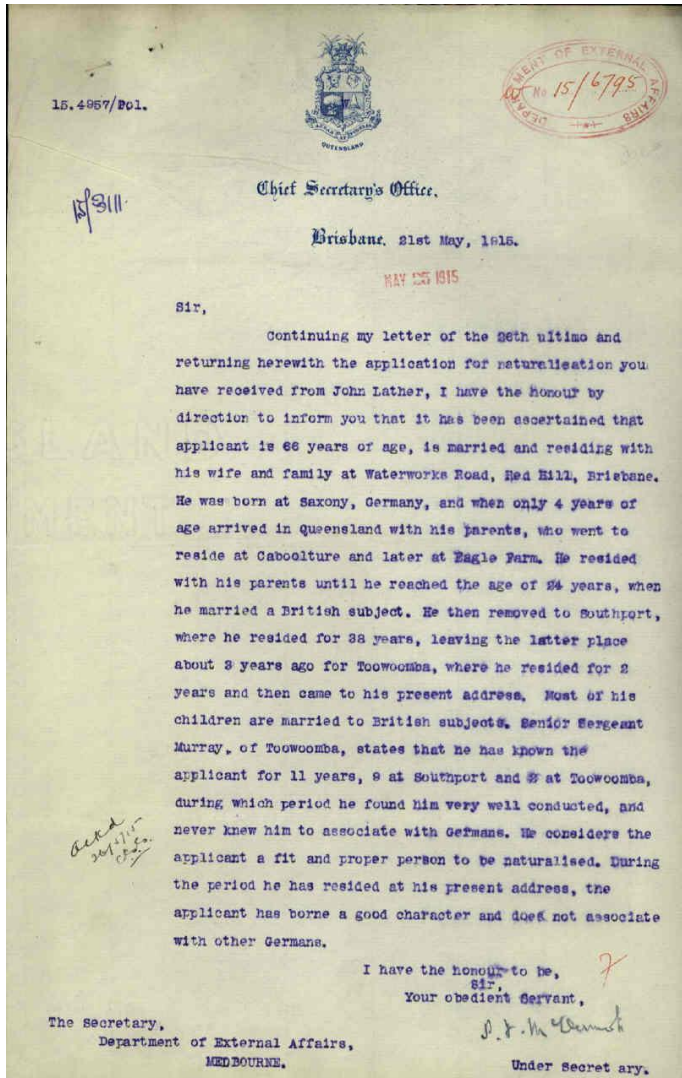 15.4957/Pol.
DEPARTMENT OF EXTERNAL AFFAIRS
No 15/6795
QUEENSLAND
Chief Secretary's Office,
15/3111.
Brisbane, 21st May, 1915.
MAY 25 1915
Sir,
Continuing my letter of the 26th ultimo and
returning herewith the application for naturalisation you
have received from John Lather, I have the honour by
direction to inform you that it has been ascertained that
applicant is 66 years of age, is married and residing with
his wife and family at Waterworks Road, Red Hill, Brisbane.
He was born at Saxony, Germany, and when only 4 years of
age arrived in Queensland with his parents, who went to
reside at Caboolture and later at Eagle Farm. He resided
with his parents until he reached the age of 24 years, when
he married a British subject. He then removed to Southport,
where he resided for 38 years, leaving the latter place
about 3 years ago for Toowoomba, where he resided for 2
years and then came to his present address. Most of his
children are married to British subjects. Senior Sergeant
Murray, of Toowoomba, states that he has known the
applicant for 11 years, 9 at Southport and 2 at Toowoomba,
during which period he found him very well conducted, and
never knew him to associate with Germans. He considers the
applicant a fit and proper person to be naturalised. During
the period he has resided at his present address, the
applicant has borne a good character and does not associate
with other Germans.
Ackd
26/5/15
I have the honour to be,
Sir,
Your obedient Servant,
7
P. J. McDermott
Under Secret ary.
The Secretary,
Department of External Affairs,
MELBOURNE.